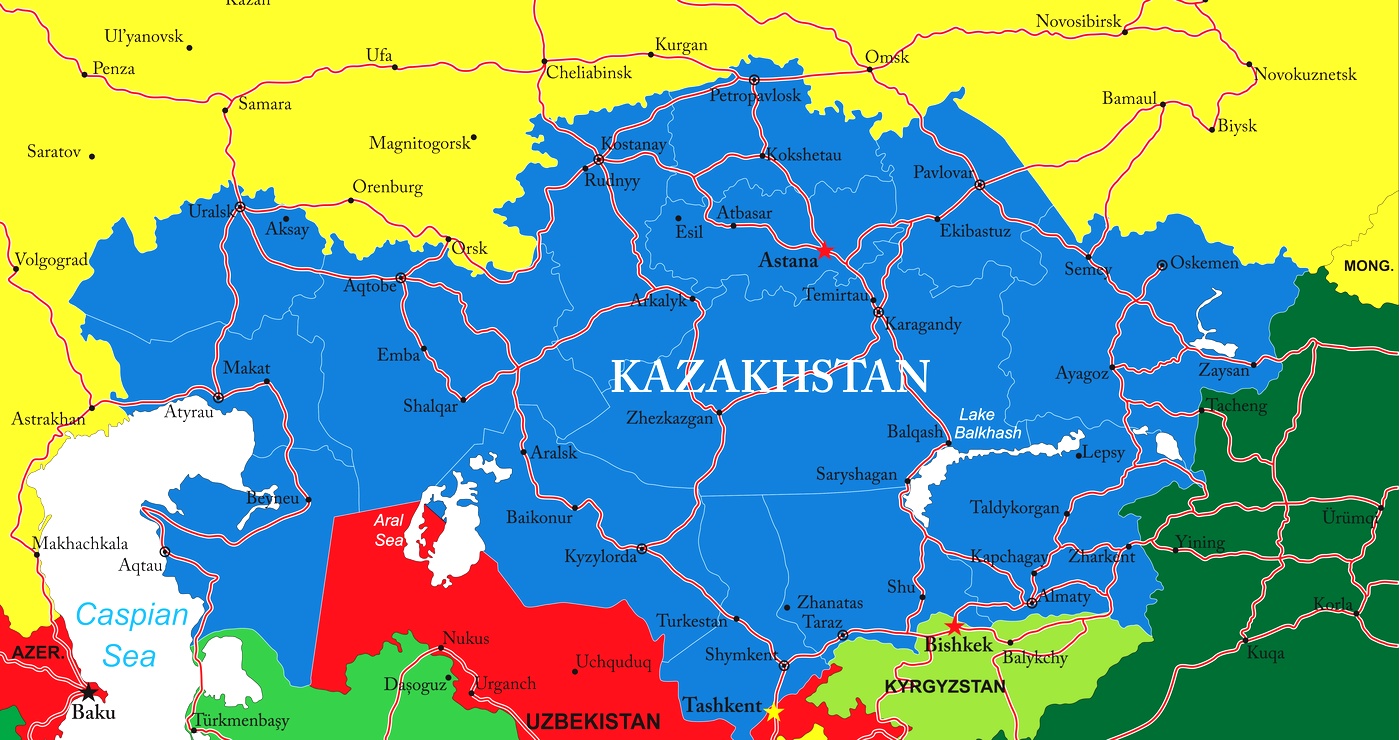 Kazan
Ul'yanovsk
Penza
Ufa
Kurgan
Cheliabinsk
Omsk
Novosibirsk
Novokuznetsk
Samara
Petropavlosk
Bamaul
Biysk
Saratov
Magnitogorsk
Kostanay
Kokshetau
Rudnyy
Pavlovar
Orenburg
Uralsk
Aksay
Atbasar
Esil
Ekibastuz
Orsk
Volgograd
Astana
Semey
Oskemen
MONG.
Aqtobe
Arkalyk
Temirtau
Karagandy
Emba
Makat
KAZAKHSTAN
Ayagoz
Zaysan
Shalqar
Astrakhan
Atyrau
Zhezkazgan
Lake
Balkhash
Balqash
Tacheng
Aralsk
Lepsy
Saryshagan
Beyneu
Baikonur
Taldykorgan
Aral
Sea
Ürümq
Makhachkala
Aqtau
Kyzylorda
Kapchagay
Zharkent
Yining
Shu
Almaty
Caspian
Sea
Zhanatas
Taraz
Turkestan
Korla
AZER.
Nukus
Bishkek
Balykchy
Kuqa
Shymkent
Uchquduq
Daşoguz
Urganch
KYRGYZSTAN
Baku
Türkmenbaşy
UZBEKISTAN
Tashkent